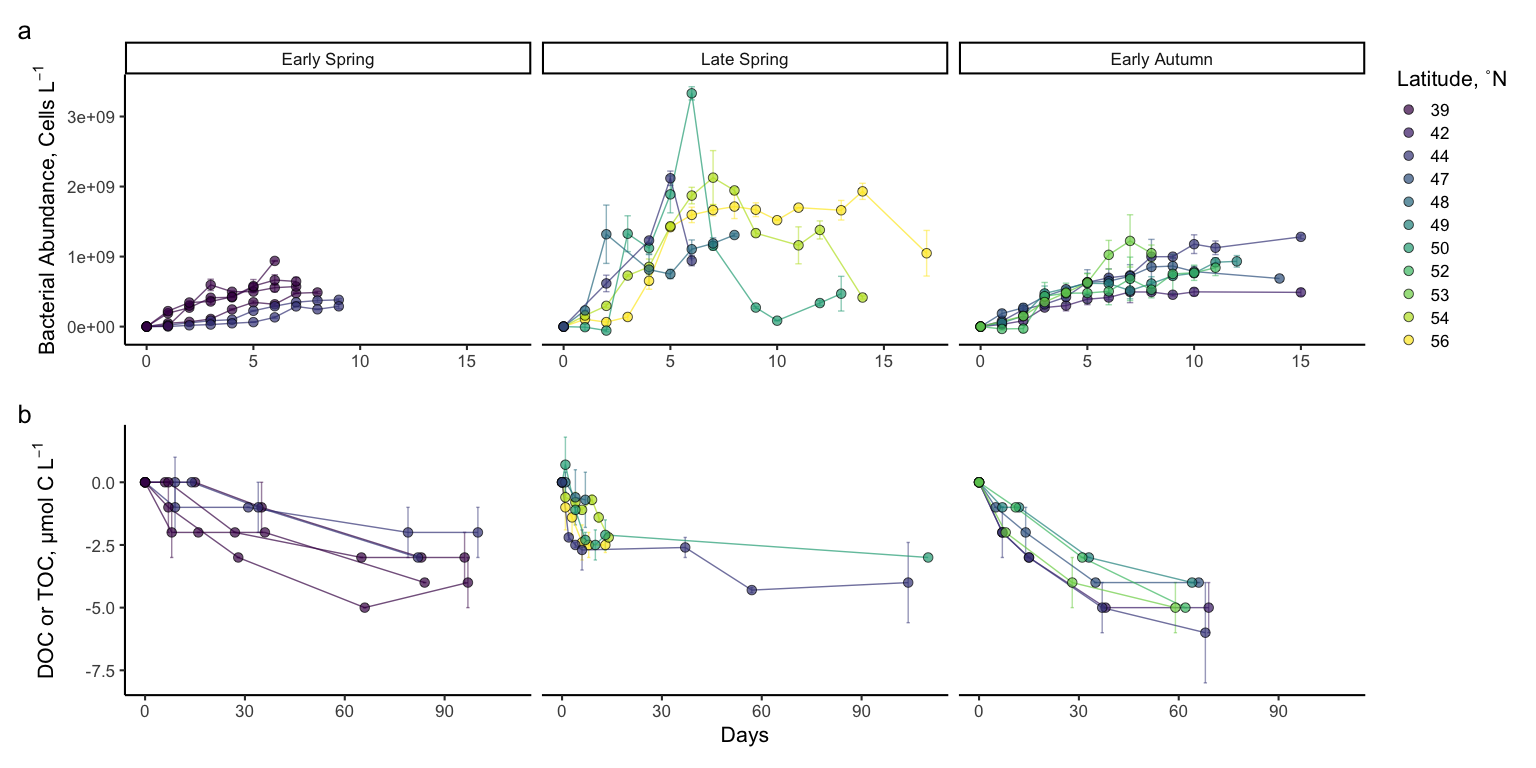 a
Early Spring
Late Spring
Early Autumn
Bacterial Abundance, Cells L⁻¹
3e+09
2e+09
1e+09
0e+00
0 5 10 15
0 5 10 15
0 5 10 15
Latitude, °N
39
42
44
47
48
49
50
52
53
54
56
b
DOC or TOC, μmol C L⁻¹
0.0
-2.5
-5.0
-7.5
0 30 60 90
0 30 60 90
0 30 60 90
Days